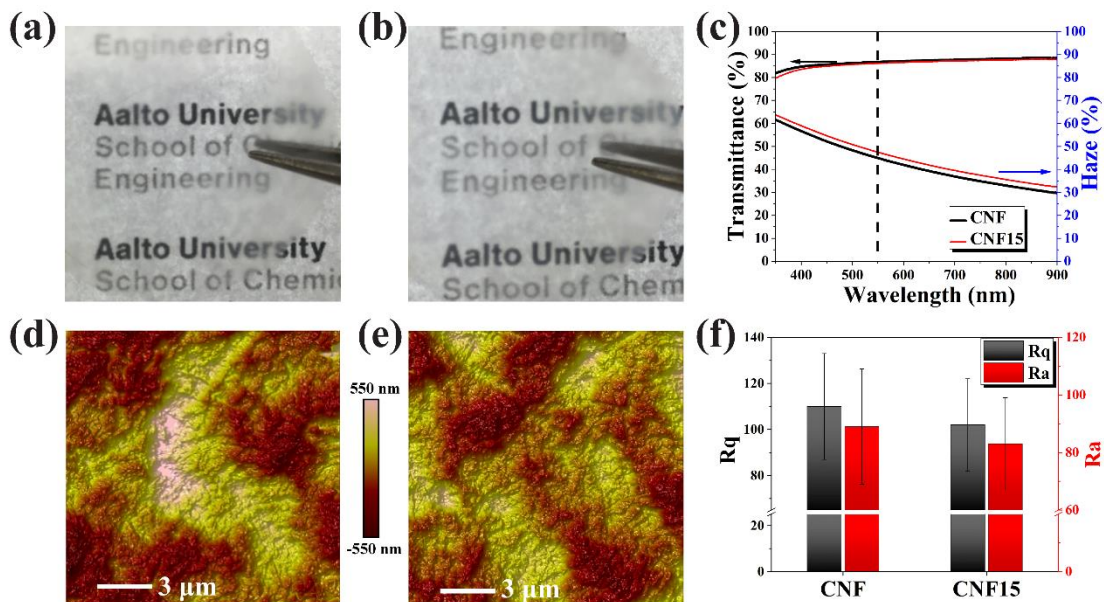 (a)
Engineering
Aalto University
School of C
Engineering
Aalto University
School of Chemi
(b)
Engineering
Aalto University
School of
Engineering
Aalto University
School of Chem
(c)
Transmittance (%)
100
90
80
70
60
50
40
30
20
10
0
400 500 600 700 800 900
Wavelength (nm)
CNF
CNF15
Haze (%)
100
90
80
70
60
50
40
30
20
10
0
(d)
3 μm
550 nm
-550 nm
(e)
3 μm
(f)
Rq
140
120
100
80
20
0
CNF CNF15
Rq
Ra
Ra
120
100
80
60
0